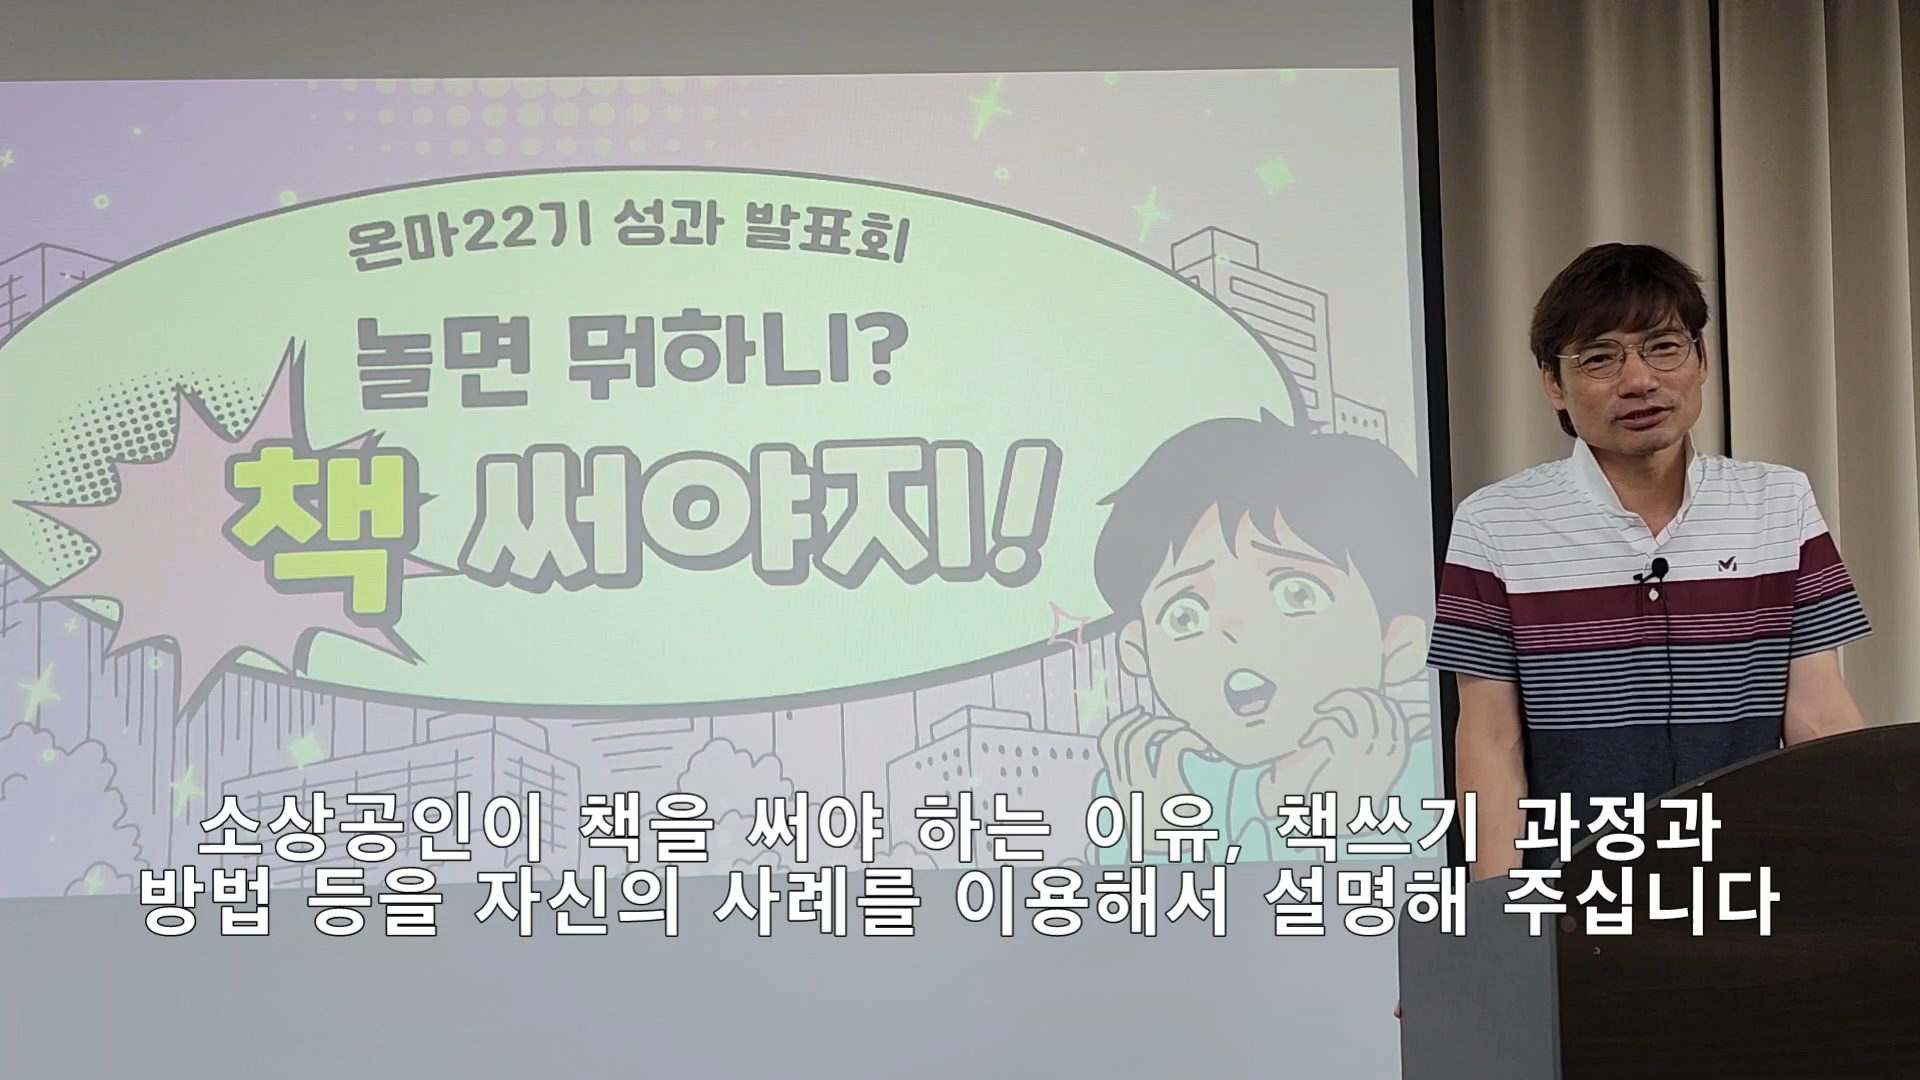 온마22기 성과 발표회
놀면 뭐하니?
책 써야지!
소상공인이 책을 써야 하는 이유, 책쓰기 과정과
방법 등을 자신의 사례를 이용해서 설명해 주십니다